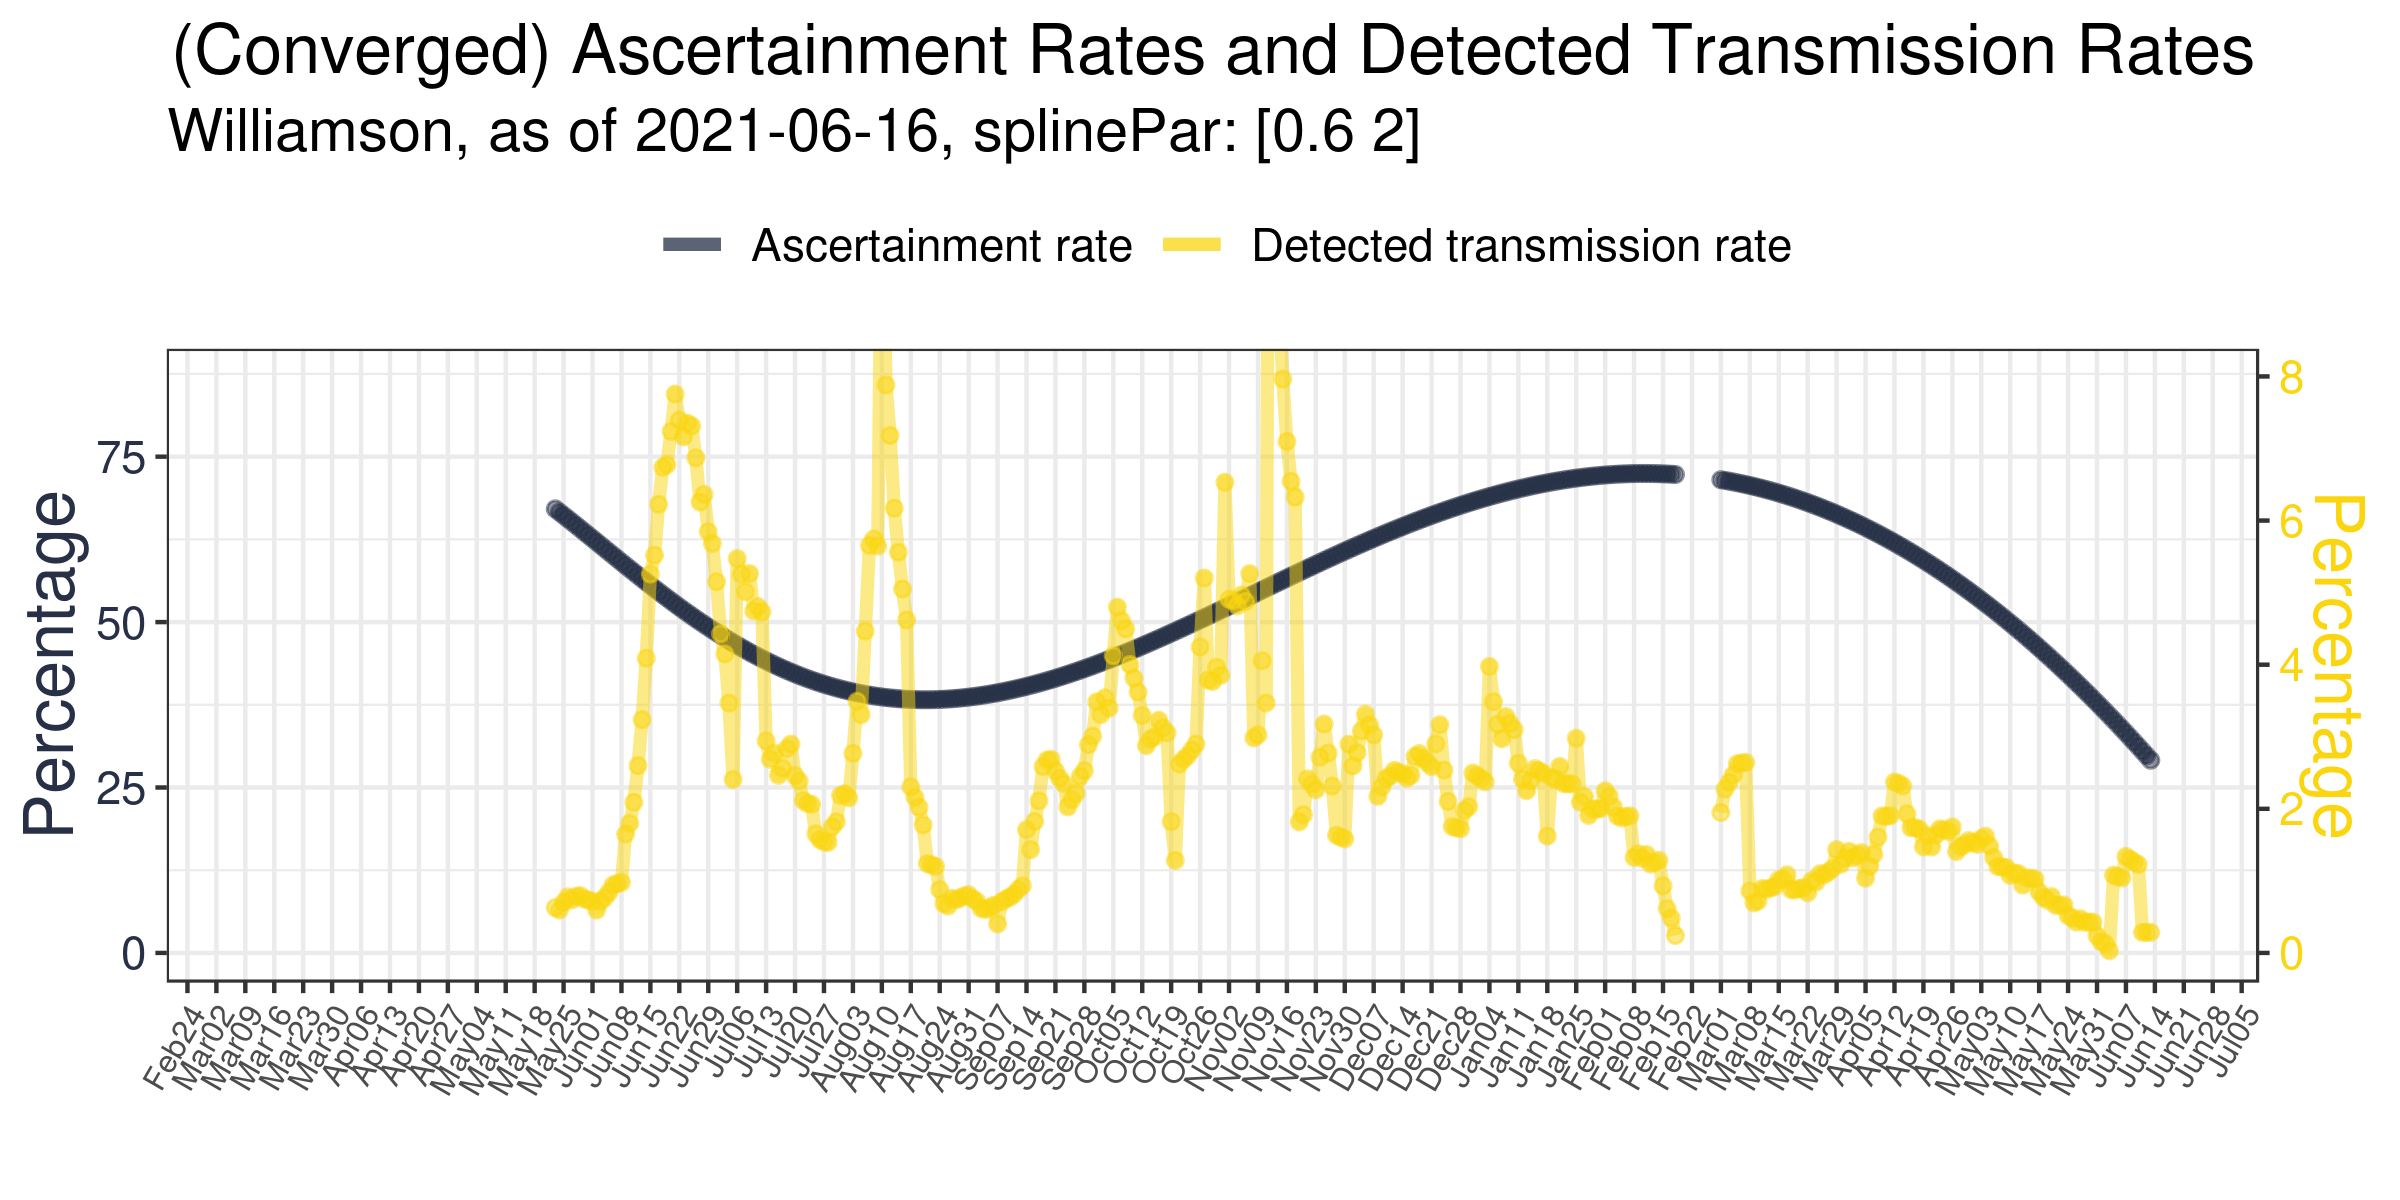 (Converged) Ascertainment Rates and Detected Transmission Rates
Williamson, as of 2021-06-16, splinePar: [0.6 2]
Ascertainment rate
Detected transmission rate
Percentage
75
50
25
0
8
6
4
2
0
Percentage
Feb24
Mar02
Mar09
Mar16
Mar23
Mar30
Apr06
Apr13
Apr20
Apr27
May04
May11
May18
May25
Jun01
Jun08
Jun15
Jun22
Jun29
Jul06
Jul13
Jul20
Jul27
Aug03
Aug10
Aug17
Aug24
Aug31
Sep07
Sep14
Sep21
Sep28
Oct05
Oct12
Oct19
Oct26
Nov02
Nov09
Nov16
Nov23
Nov30
Dec07
Dec14
Dec21
Dec28
Jan04
Jan11
Jan18
Jan25
Feb01
Feb08
Feb15
Feb22
Mar01
Mar08
Mar15
Mar22
Mar29
Apr05
Apr12
Apr19
Apr26
May03
May10
May17
May24
May31
Jun07
Jun14
Jun21
Jun28
Jul05